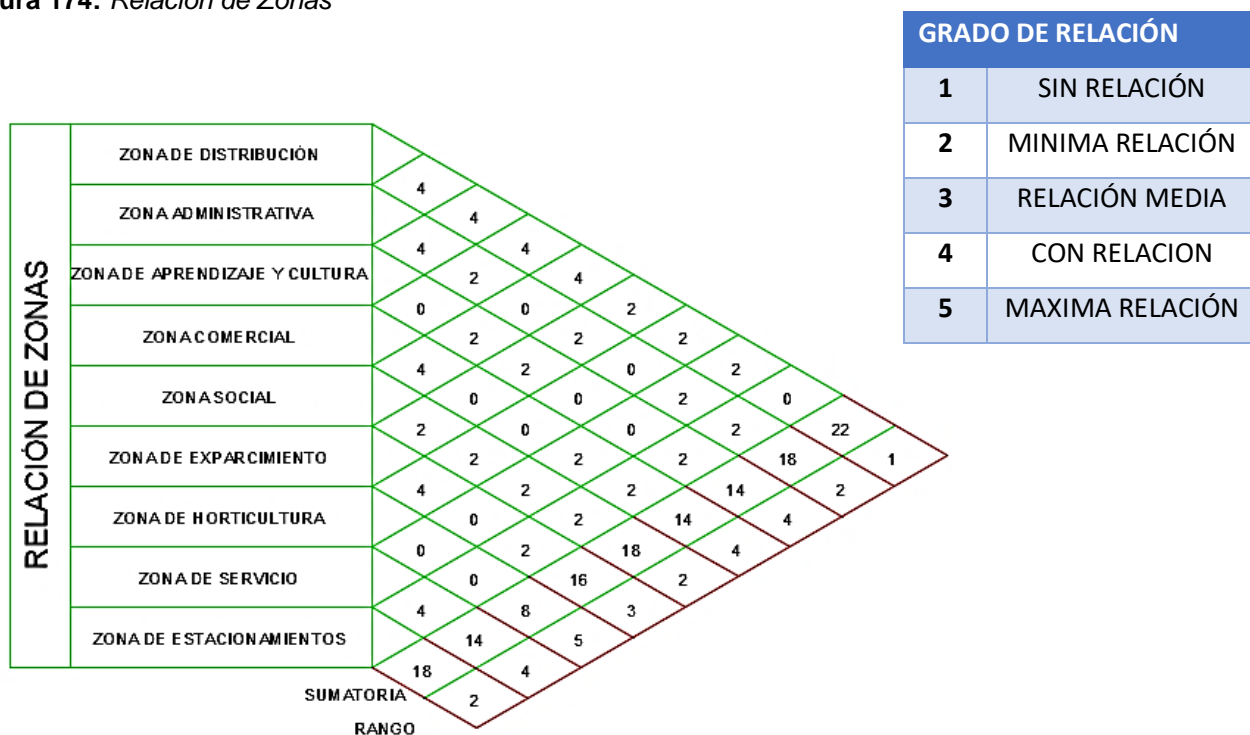 ura 174: Relación de Zonas
GRADO DE RELACIÓN
1 SIN RELACIÓN
2 MINIMA RELACIÓN
3 RELACIÓN MEDIA
4 CON RELACION
5 MAXIMA RELACIÓN
RELACIÓN DE ZONAS
ZONA DE DISTRIBUCIÓN
4
ZONA ADMINISTRATIVA
4
4 4
ZONA DE APRENDIZAJE Y CULTURA
2 4
0 0 2
ZONA COMERCIAL
2 2 2
4 2 0 2
ZONA SOCIAL
0 0 2 0
2 0 0 2 22
ZONA DE EXPARCIMIENTO
2 2 2 18 1
4 2 2 14 2
ZONA DE HORTICULTURA
0 2 14 4
0 2 18 4
ZONA DE SERVICIO
0 16 2
4 8 3
ZONA DE ESTACIONAMIENTOS
14 5
18 4
SUMATORIA
2
RANGO